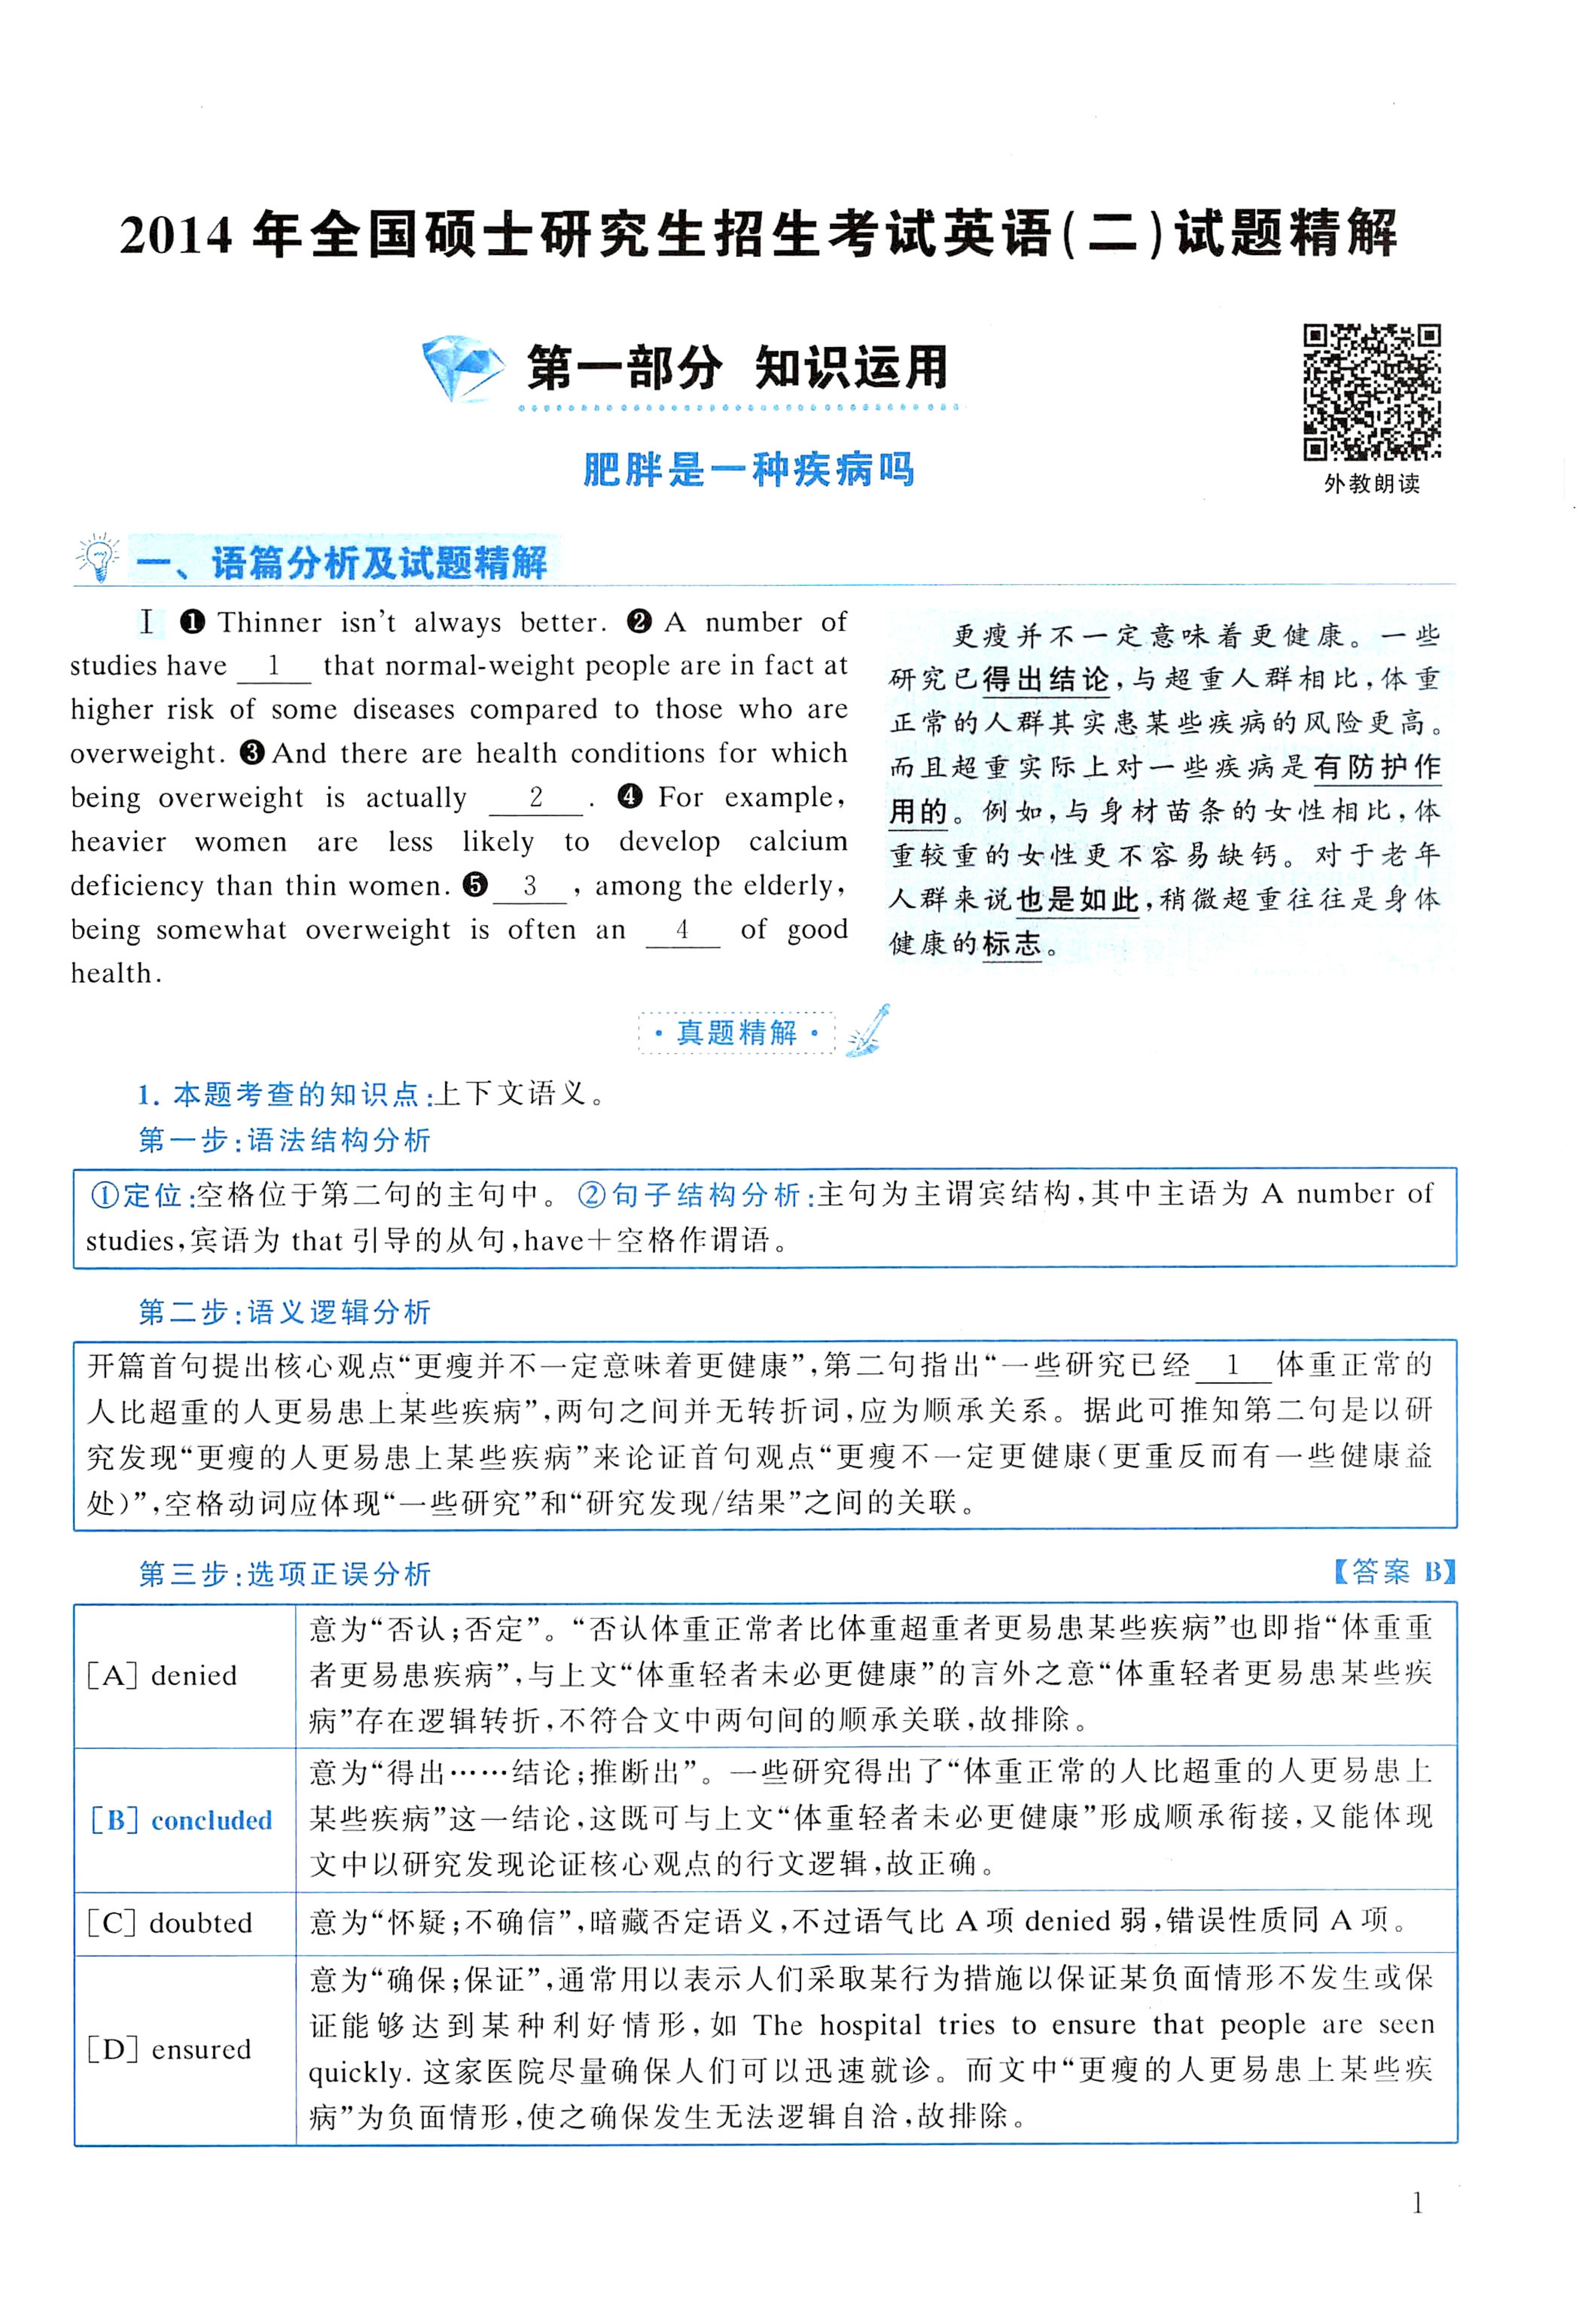 2014 年全国硕士研究生招生考试英语(二)试题精解
第一部分 知识运用
外教朗读
肥胖是一种疾病吗
一、语篇分析及试题精解
Ⅰ ❶ Thinner isn't always better. ❷ A number of
studies have 1 that normal-weight people are in fact at
higher risk of some diseases compared to those who are
overweight. ❸ And there are health conditions for which
being overweight is actually 2 . ❹ For example,
heavier women are less likely to develop calcium
deficiency than thin women. ❺ 3 , among the elderly,
being somewhat overweight is often an 4 of good
health.
更瘦并不一定意味着更健康。一些
研究已得出结论,与超重人群相比,体重
正常的人群其实患某些疾病的风险更高。
而且超重实际上对一些疾病是有防护作
用的。例如,与身材苗条的女性相比,体
重较重的女性更不容易缺钙。对于老年
人群来说也是如此,稍微超重往往是身体
健康的标志。
·真题精解·
1. 本题考查的知识点:上下文语义。
第一步:语法结构分析
①定位:空格位于第二句的主句中。②句子结构分析:主句为主谓宾结构,其中主语为 A number of
studies,宾语为 that 引导的从句,have+空格作谓语。
第二步:语义逻辑分析
开篇首句提出核心观点“更瘦并不一定意味着更健康”,第二句指出“一些研究已经 1 体重正常的
人比超重的人更易患上某些疾病”,两句之间并无转折词,应为顺承关系。据此可推知第二句是以研
究发现“更瘦的人更易患上某些疾病”来论证首句观点“更瘦不一定更健康(更重反而有一些健康益
处)”,空格动词应体现“一些研究”和“研究发现/结果”之间的关联。
第三步:选项正误分析
【答案 B】
[A] denied
意为“否认;否定”。“否认体重正常者比体重超重者更易患某些疾病”也即指“体重重
者更易患疾病”,与上文“体重轻者未必更健康”的言外之意“体重轻者更易患某些疾
病”存在逻辑转折,不符合文中两句间的顺承关联,故排除。
[B] concluded
意为“得出……结论;推断出”。一些研究得出了“体重正常的人比超重的人更易患上
某些疾病”这一结论,这既可与上文“体重轻者未必更健康”形成顺承衔接,又能体现
文中以研究发现论证核心观点的行文逻辑,故正确。
[C] doubted
意为“怀疑;不确信”,暗藏否定语义,不过语气比 A 项 denied 弱,错误性质同 A 项。
[D] ensured
意为“确保;保证”,通常用以表示人们采取某行为措施以保证某负面情形不发生或保
证能够达到某种利好情形,如 The hospital tries to ensure that people are seen
quickly. 这家医院尽量确保人们可以迅速就诊。而文中“更瘦的人更易患上某些疾
病”为负面情形,使之确保发生无法逻辑自洽,故排除。
1